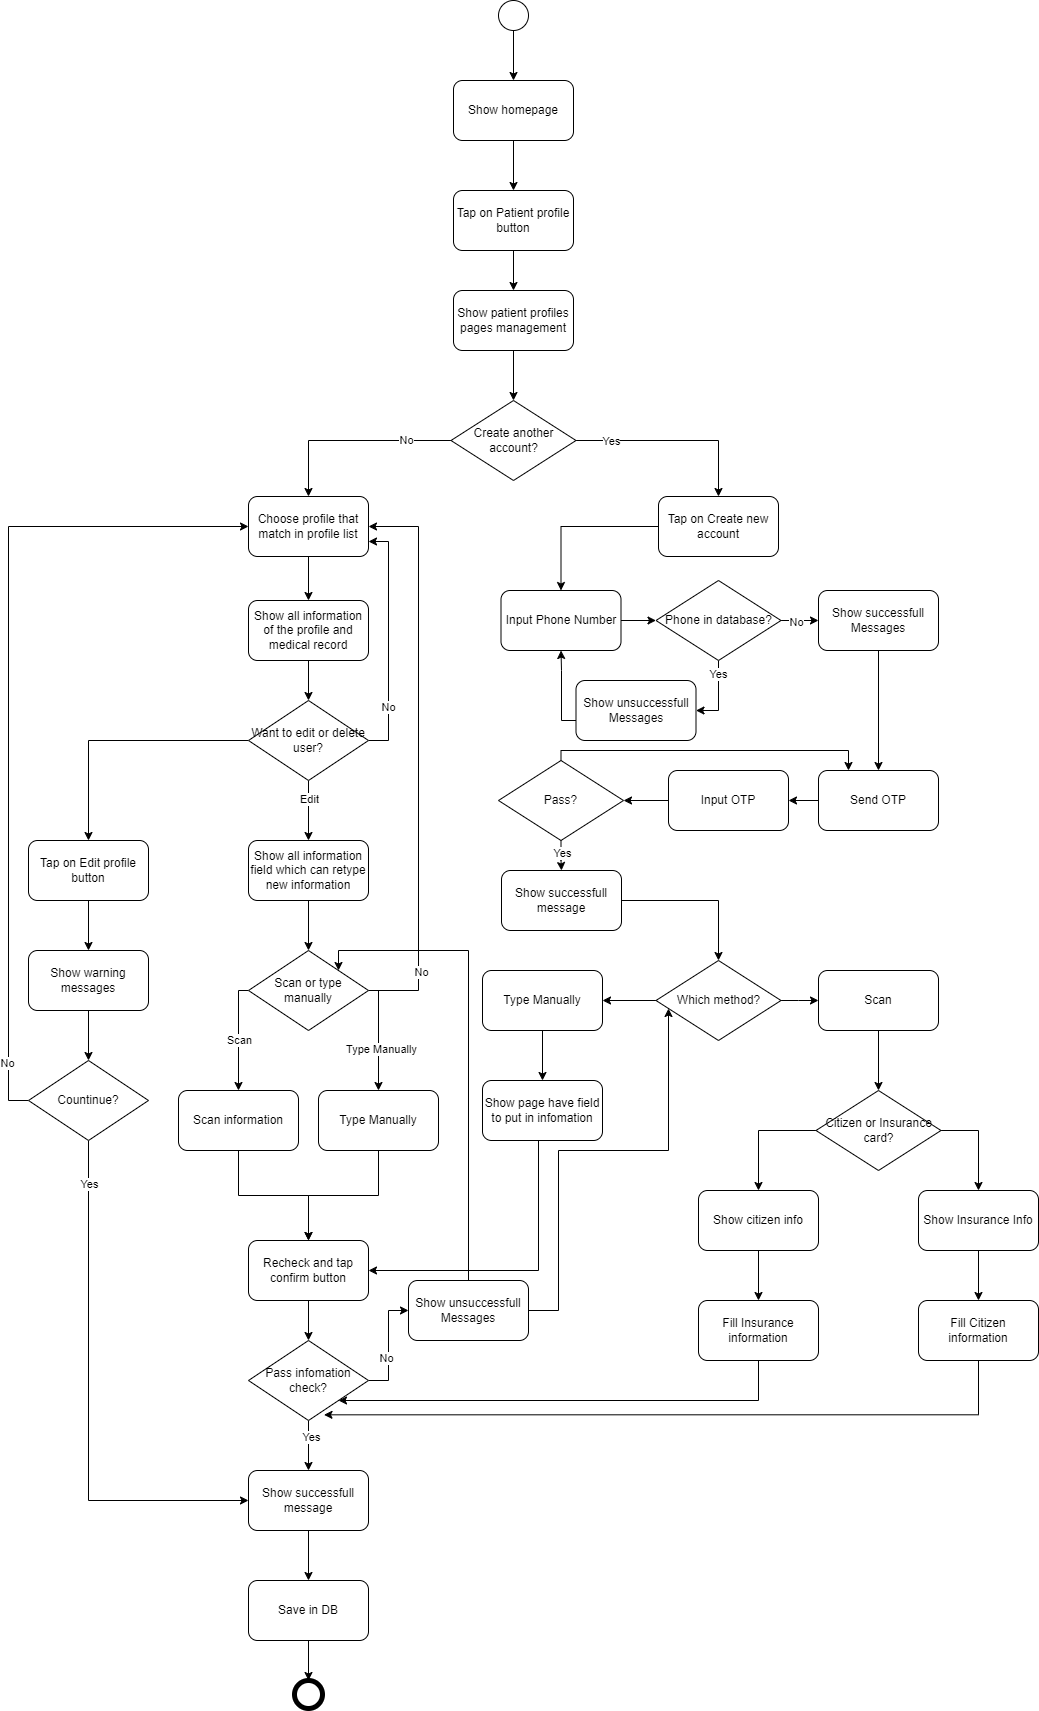 Show homepage
Tap on Patient profile
button
Show patient profiles
pages management
Create another
account?
No
Yes
Choose profile that
match in profile list
Tap on Create new
account
Show all information
of the profile and
medical record
Input Phone Number
Phone in database?
No
Show successfull
Messages
Yes
Show unsuccessfull
Messages
No
Want to edit or delete
user?
Edit
Pass?
Input OTP
Send OTP
Yes
Tap on Edit profile
button
Show all information
field which can retype
new information
Show successfull
message
Show warning
messages
Scan or type
manually
No
Type Manually
Which method?
Scan
Scan
Type Manually
No
Countinue?
Scan information
Type Manually
Show page have field
to put in infomation
Citizen or Insurance
card?
Yes
Show citizen info
Show Insurance Info
Recheck and tap
confirm button
Show unsuccessfull
Messages
Fill Insurance
information
Fill Citizen
information
No
Pass infomation
check?
Yes
Show successfull
message
Save in DB